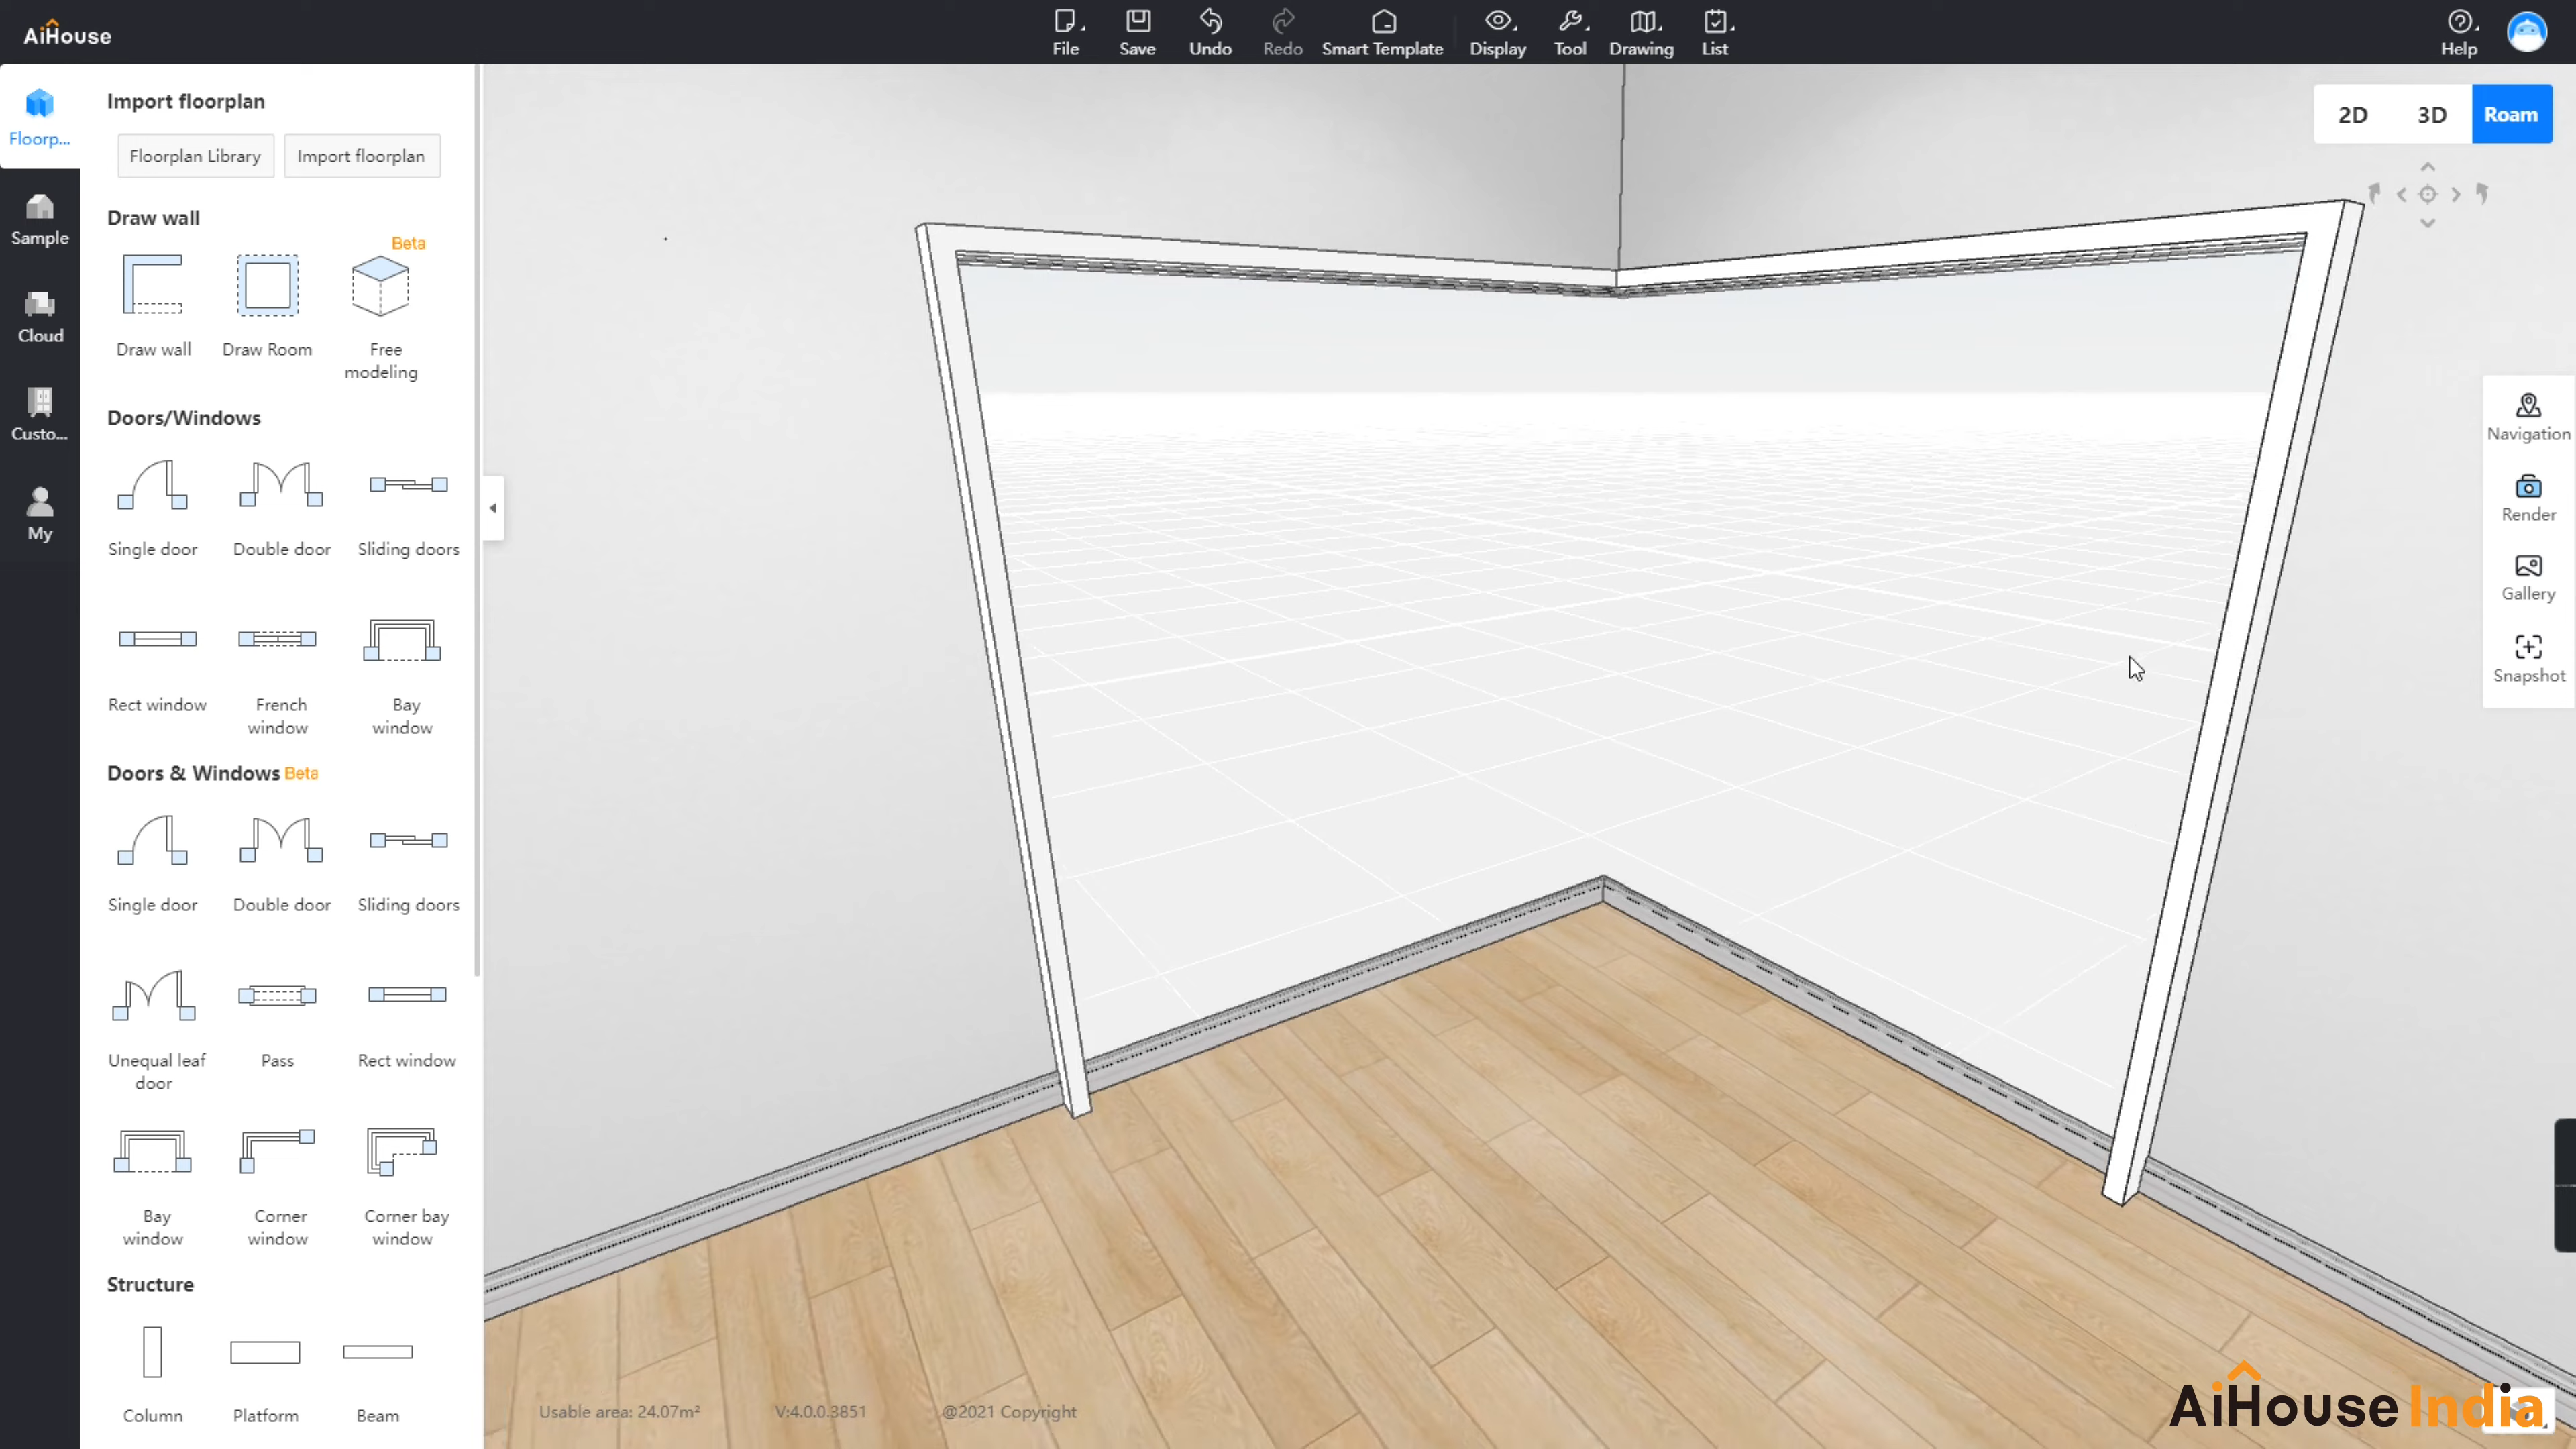 AiHouse
File
Save
Undo
Redo
Smart Template
Display
Tool
Drawing
List
Help
Floorp...
Sample
Cloud
Custo...
My
Import floorplan
Floorplan Library
Import floorplan
Draw wall
Beta
Draw wall
Draw Room
Free
modeling
Doors/Windows
Single door
Double door
Sliding doors
Rect window
French
window
Bay
window
Doors & Windows Beta
Single door
Double door
Sliding doors
Unequal leaf
door
Pass
Rect window
Bay
window
Corner
window
Corner bay
window
Structure
Column
Platform
Beam
2D
3D
Roam
Navigation
Render
Gallery
Snapshot
Usable area: 24.07m²
V:4.0.0.3851
@2021 Copyright
AiHouse India